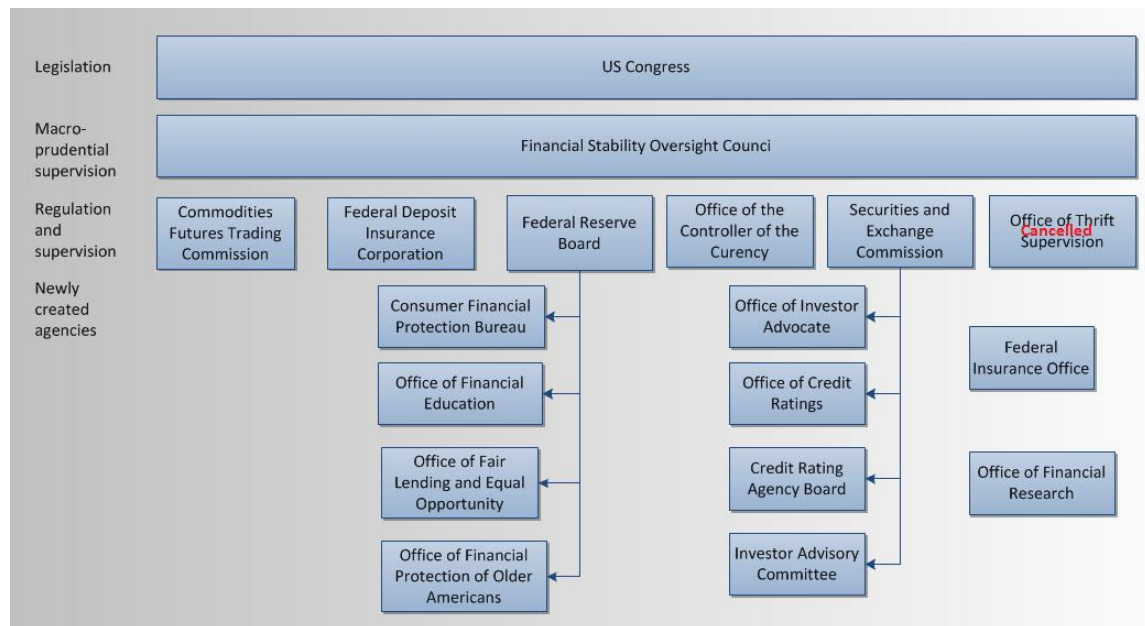 Legislation
US Congress
Macro-
prudential
supervision
Financial Stability Oversight Counci
Regulation
and
supervision
Commodities
Futures Trading
Commission
Federal Deposit
Insurance
Corporation
Federal Reserve
Board
Office of the
Controller of the
Curency
Securities and
Exchange
Commission
Office of Thrift
Cancelled
Supervision
Newly
created
agencies
Consumer Financial
Protection Bureau
Office of Financial
Education
Office of Fair
Lending and Equal
Opportunity
Office of Financial
Protection of Older
Americans
Office of Investor
Advocate
Office of Credit
Ratings
Credit Rating
Agency Board
Investor Advisory
Committee
Federal
Insurance Office
Office of Financial
Research